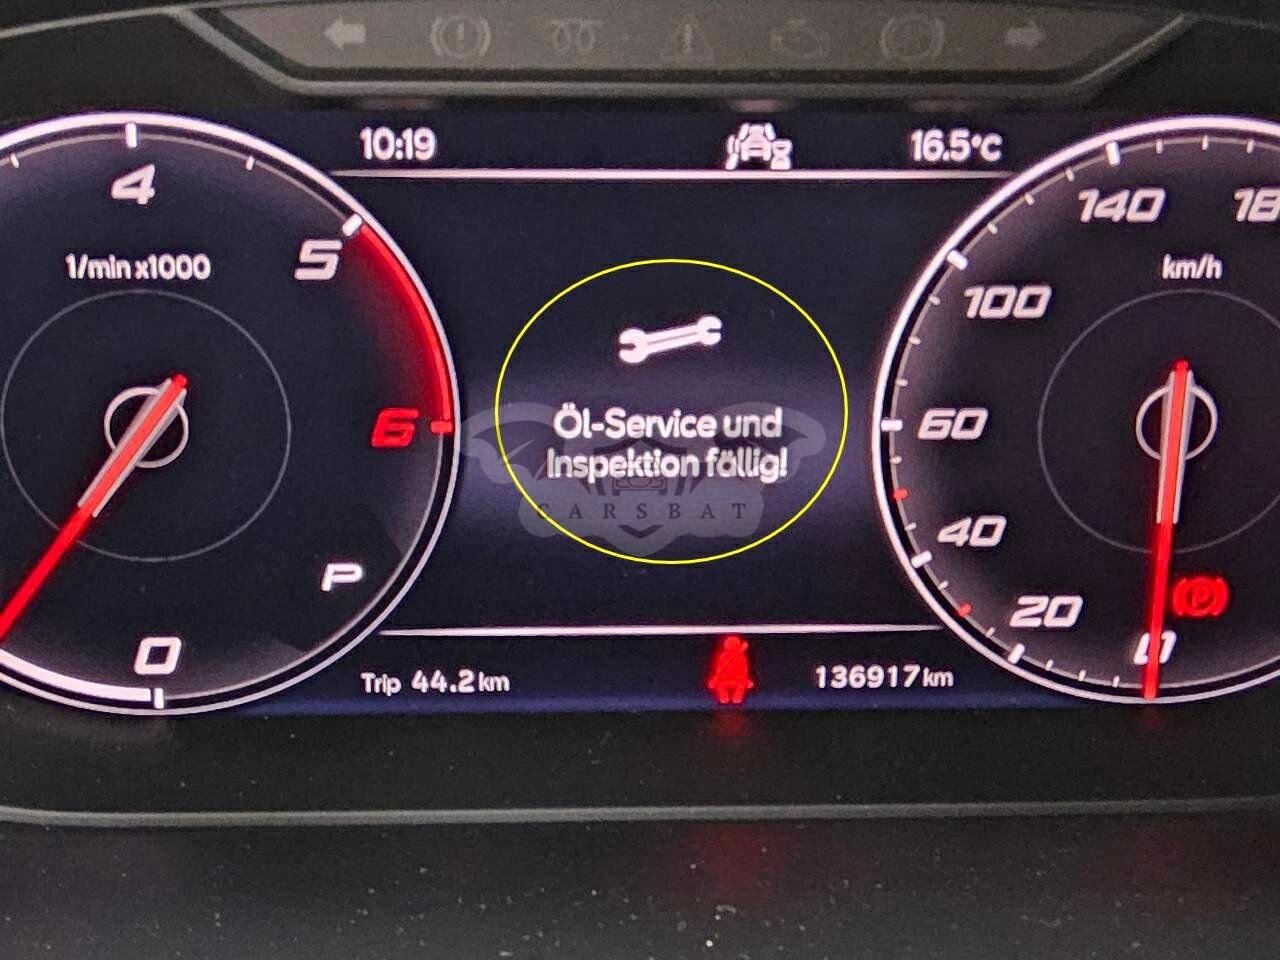 10:19
16.5°C
4
5
6
1/min x1000
P
0
Öl-Service und
Inspektion fällig!
CARSBAT
140
18
100
km/h
60
40
20
0
P
Trip 44.2 km
136917 km